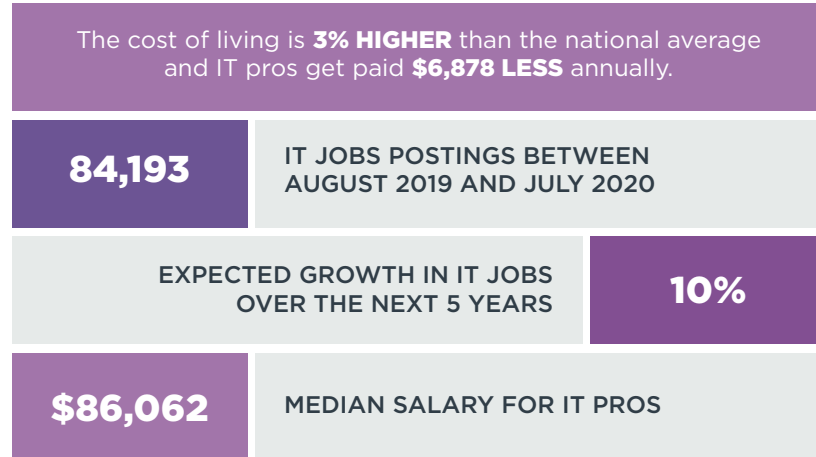 The cost of living is 3% HIGHER than the national average
and IT pros get paid $6,878 LESS annually.
84,193
IT JOBS POSTINGS BETWEEN
AUGUST 2019 AND JULY 2020
EXPECTED GROWTH IN IT JOBS
OVER THE NEXT 5 YEARS
10%
$86,062
MEDIAN SALARY FOR IT PROS